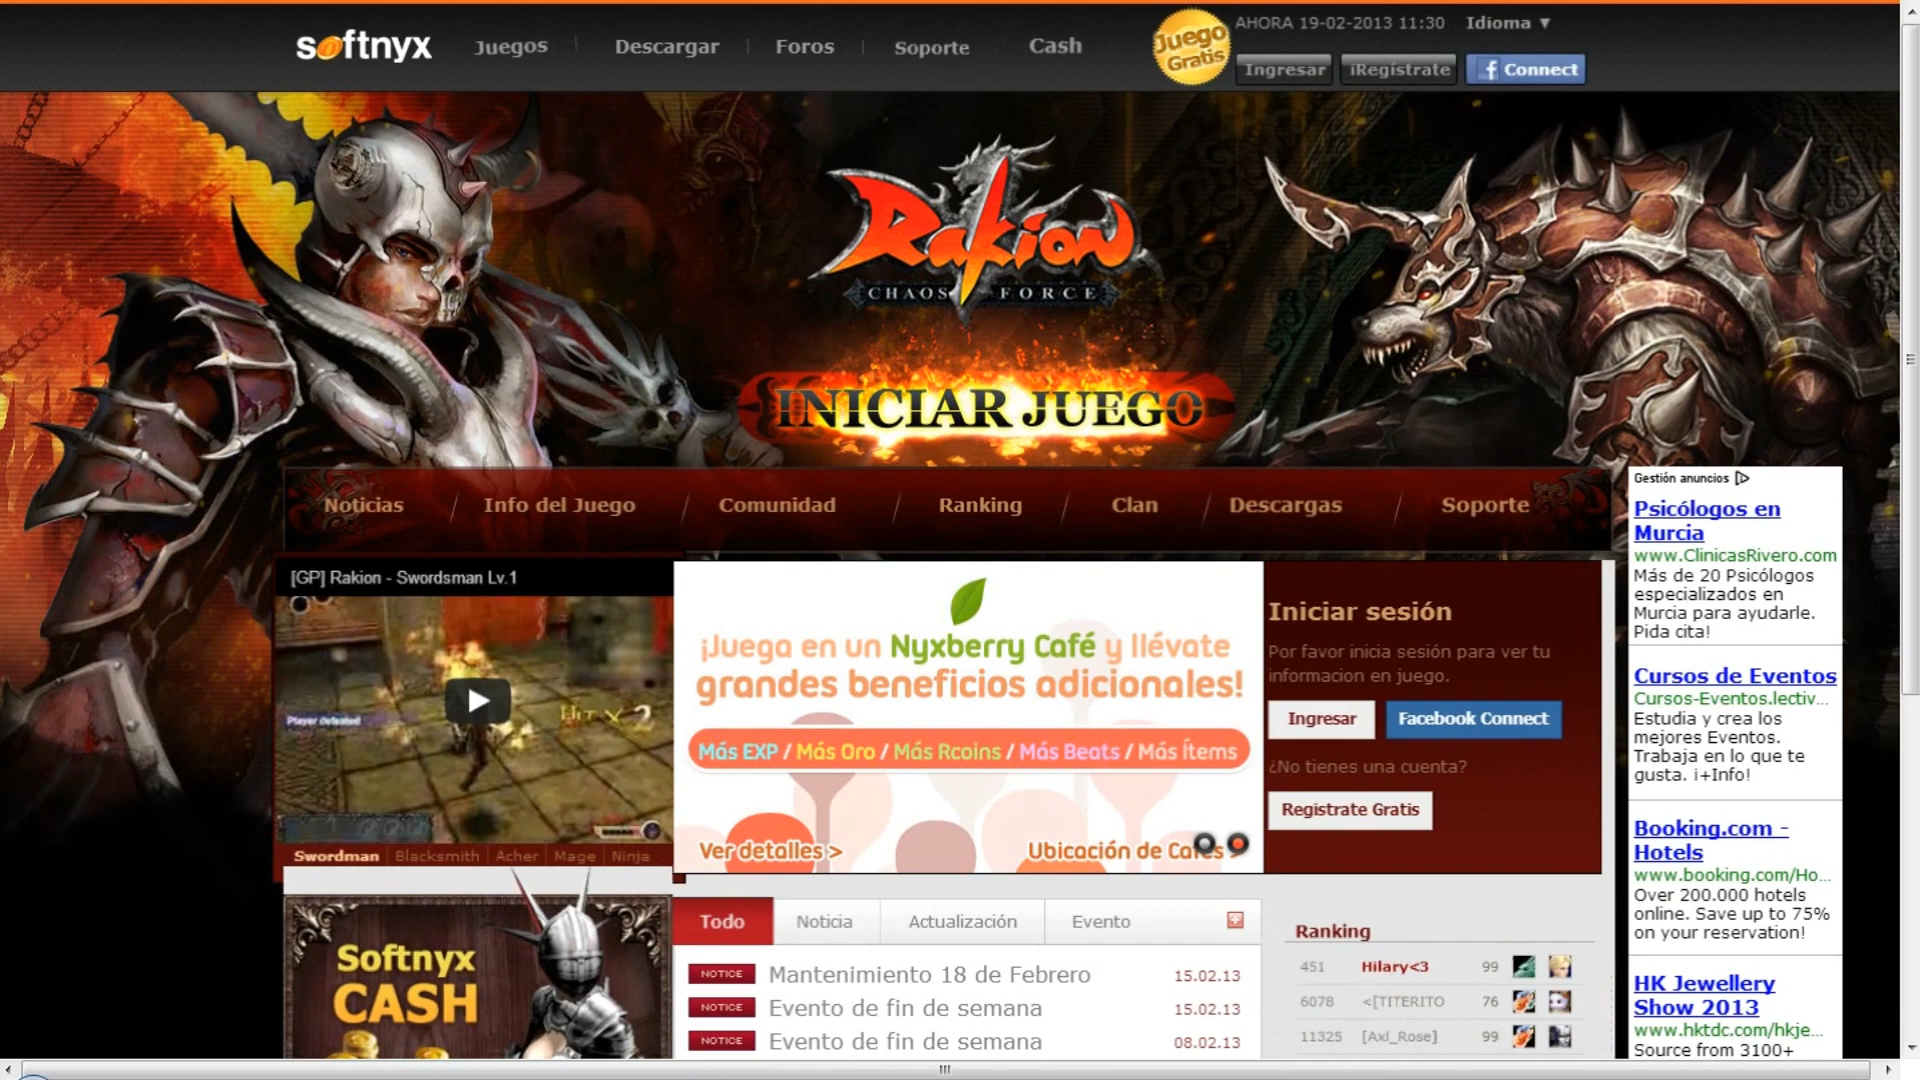 softnyx
Juegos
Descargar
Foros
Soporte
Cash
Juego
Gratis
AHORA 19-02-2013 11:30
Idioma ▼
Ingresar
iRegístrate
f Connect
Rakion
CHAOS FORCE
INICIAR JUEGO
Noticias / Info del Juego / Comunidad / Ranking / Clan / Descargas / Soporte
[GP] Rakion - Swordsman Lv.1
Player defeated
Hit X 2
Swordman
Blacksmith
Acher
Mage
Ninja
¡Juega en un Nyxberry Café y llévate
grandes beneficios adicionales!
Más EXP / Más Oro / Más Rcoins / Más Beats / Más Ítems
Ver detalles >
Ubicación de Cafés >
Iniciar sesión
Por favor inicia sesión para ver tu
informacion en juego.
Ingresar
Facebook Connect
¿No tienes una cuenta?
Registrate Gratis
Softnyx
CASH
Todo
Noticia
Actualización
Evento
NOTICE Mantenimiento 18 de Febrero 15.02.13
NOTICE Evento de fin de semana 15.02.13
NOTICE Evento de fin de semana 08.02.13
Ranking
451 Hilary<3 99
6078 <[TITERITO 76
11325 [Axl_Rose] 99
Gestión anuncios
Psicólogos en
Murcia
www.ClinicasRivero.com
Más de 20 Psicólogos
especializados en
Murcia para ayudarle.
Pida cita!
Cursos de Eventos
Cursos-Eventos.lectiv...
Estudia y crea los
mejores Eventos.
Trabaja en lo que te
gusta. ¡+Info!
Booking.com -
Hotels
www.booking.com/Ho...
Over 200.000 hotels
online. Save up to 75%
on your reservation!
HK Jewellery
Show 2013
www.hktdc.com/hkje...
Source from 3100+